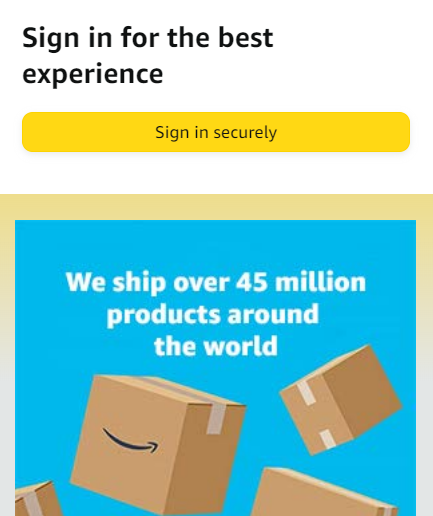 Sign in for the best
experience
Sign in securely
We ship over 45 million
products around
the world